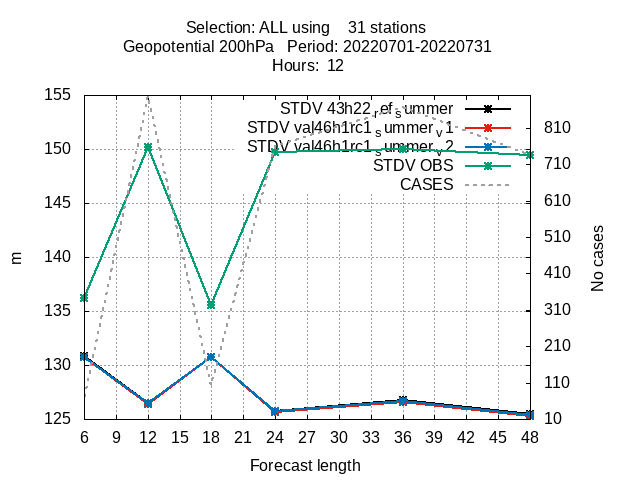 Selection: ALL using    31 stations
Geopotential 200hPa   Period: 20220701-20220731
Hours:  12
155
150
145
140
135
130
125
m
STDV 43h22_ref_summer
STDV val46h1rc1_summer_v1
STDV val46h1rc1_summer_v2
STDV OBS
CASES
810
710
610
510
410
310
210
110
10
No cases
6 9 12 15 18 21 24 27 30 33 36 39 42 45 48
Forecast length